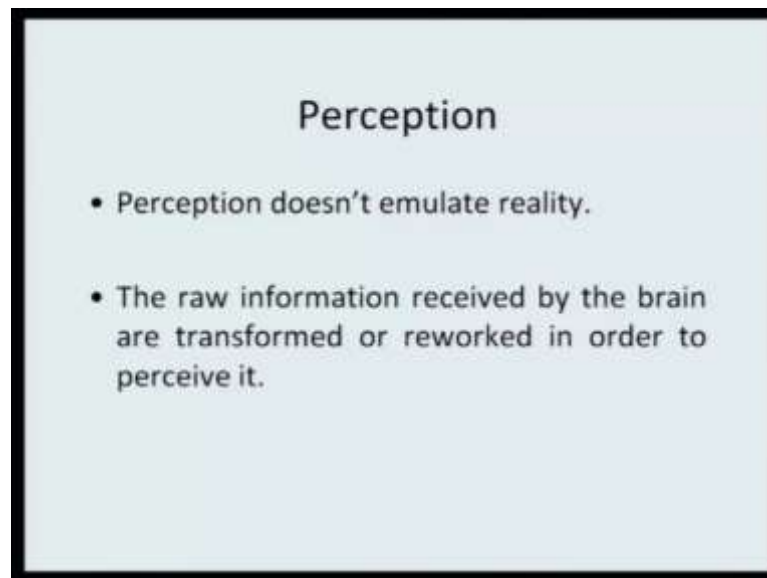 Perception
• Perception doesn't emulate reality.
• The raw information received by the brain
are transformed or reworked in order to
perceive it.